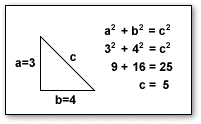 a² + b² = c²
3² + 4² = c²
9 + 16 = 25
c = 5
a=3
c
b=4